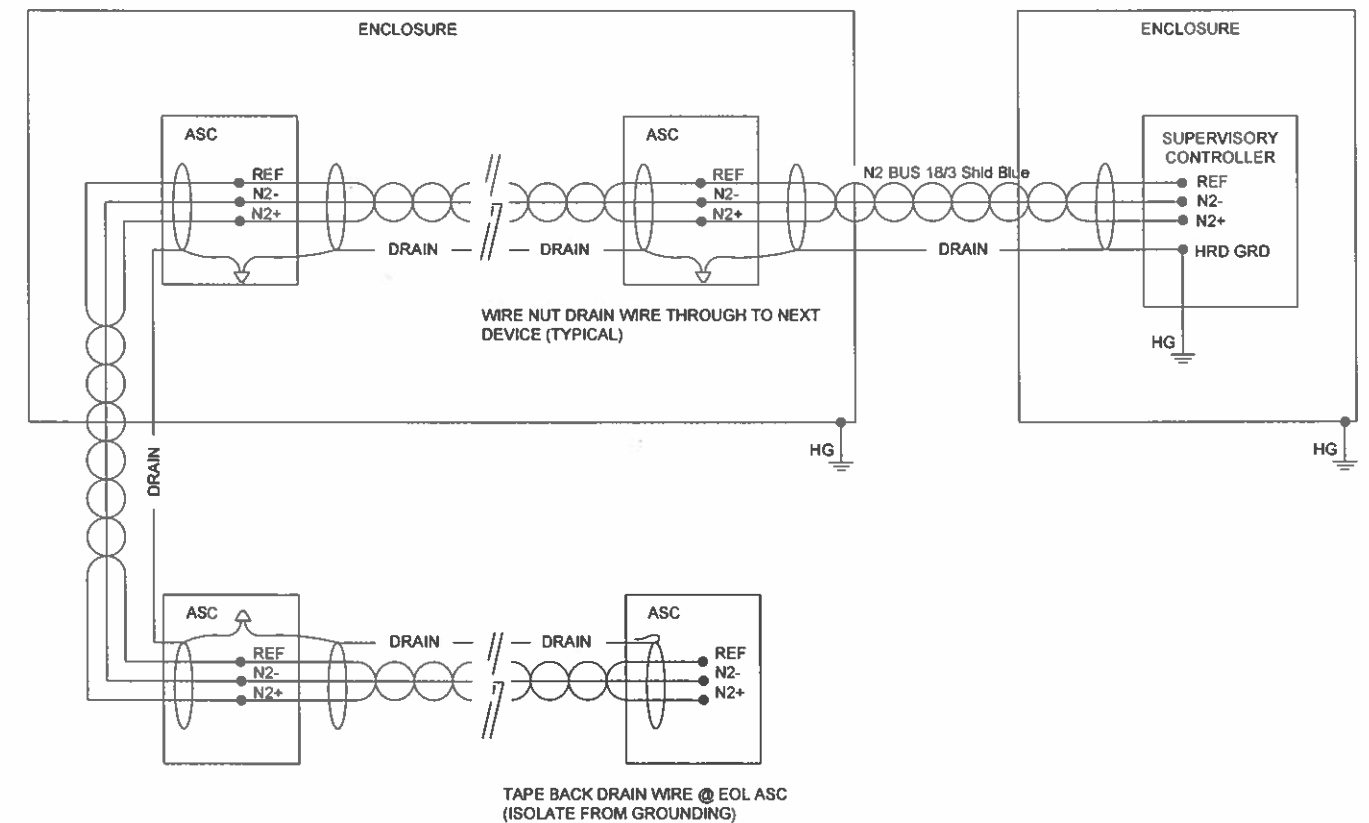 ENCLOSURE
ENCLOSURE
ASC
ASC
SUPERVISORY
CONTROLLER
REF
N2-
N2+
REF
N2-
N2+
N2 BUS 18/3 Shld Blue
REF
N2-
N2+
DRAIN
DRAIN
DRAIN
HRD GRD
WIRE NUT DRAIN WIRE THROUGH TO NEXT
DEVICE (TYPICAL)
HG
HG
HG
DRAIN
ASC
ASC
DRAIN
DRAIN
REF
N2-
N2+
REF
N2-
N2+
TAPE BACK DRAIN WIRE @ EOL ASC
(ISOLATE FROM GROUNDING)